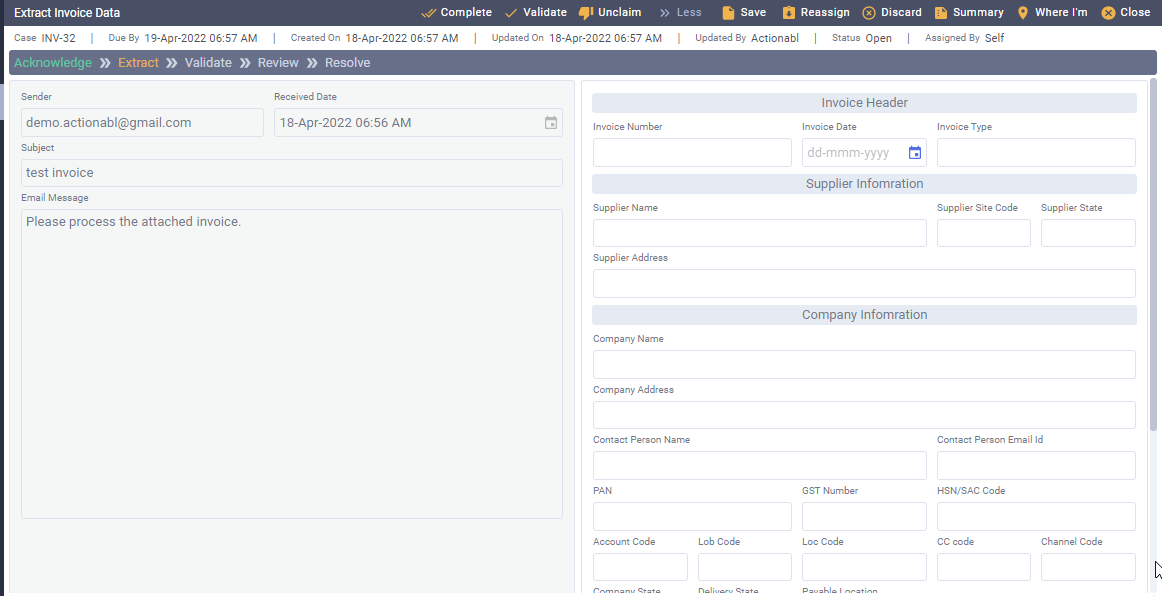 Extract Invoice Data Complete Validate Unclaim Less Save Reassign Discard Summary Where I'm Close
Case INV-32 | Due By 19-Apr-2022 06:57 AM | Created On 18-Apr-2022 06:57 AM | Updated On 18-Apr-2022 06:57 AM | Updated By Actionabl | Status Open | Assigned By Self
Acknowledge Extract Validate Review Resolve
Sender Received Date
demo.actionabl@gmail.com 18-Apr-2022 06:56 AM
Subject
test invoice
Email Message
Please process the attached invoice.
Invoice Header
Invoice Number Invoice Date Invoice Type
dd-mmm-yyyy
Supplier Infomration
Supplier Name Supplier Site Code Supplier State
Supplier Address
Company Infomration
Company Name
Company Address
Contact Person Name Contact Person Email Id
PAN GST Number HSN/SAC Code
Account Code Lob Code Loc Code CC code Channel Code
Company State Delivery State Payable Location